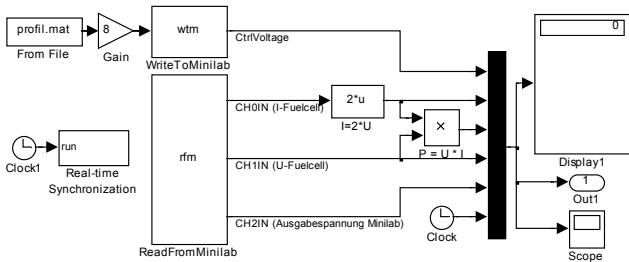 profil.mat
From File
8
Gain
wtm
WriteToMinilab
CtrlVoltage
0
Display1
CH0IN (I-Fuelcell)
2*u
I=2*U
×
P = U * I
Clock1
run
Real-time
Synchronization
rfm
ReadFromMinilab
CH1IN (U-Fuelcell)
CH2IN (Ausgabespannung Minilab)
Clock
1
Out1
Scope